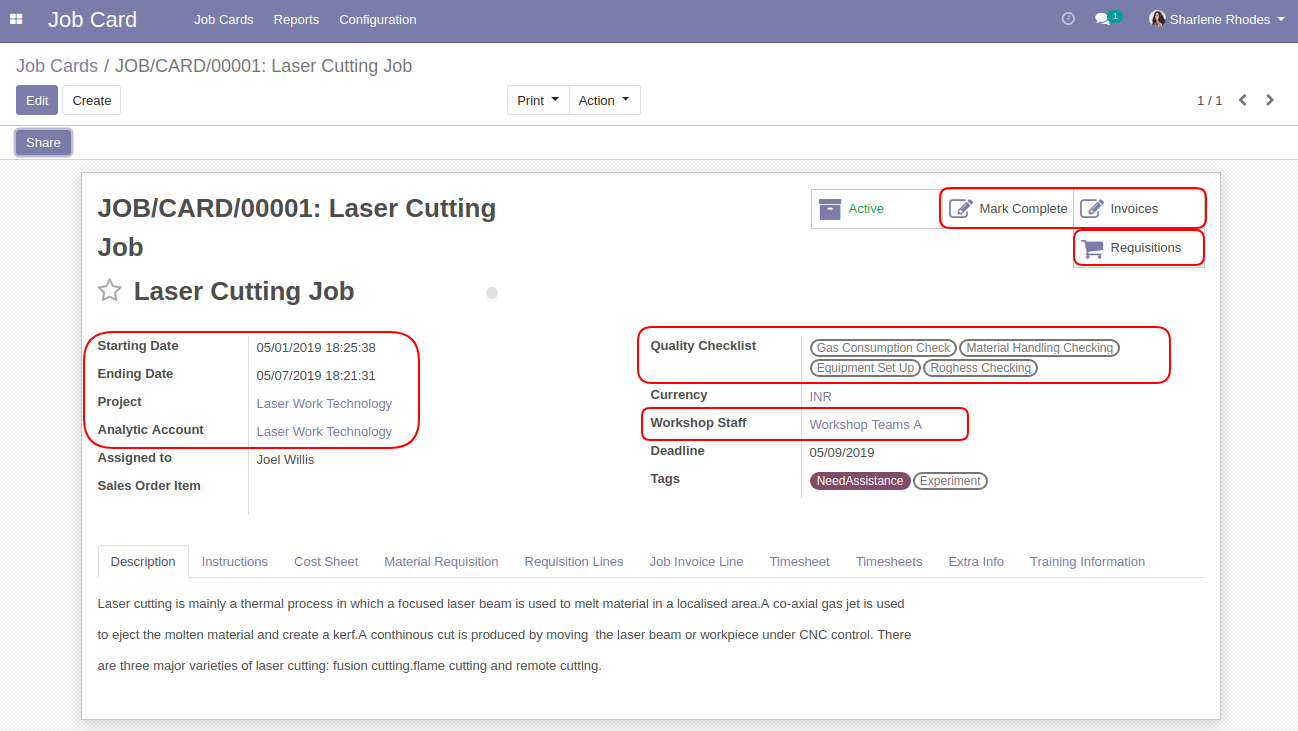 Job Card Job Cards Reports Configuration 1 Sharlene Rhodes
Job Cards / JOB/CARD/00001: Laser Cutting Job
Edit Create Print Action 1 / 1
Share
JOB/CARD/00001: Laser Cutting
Job
Active Mark Complete Invoices
Requisitions
Laser Cutting Job
Starting Date 05/01/2019 18:25:38
Ending Date 05/07/2019 18:21:31
Project Laser Work Technology
Analytic Account Laser Work Technology
Assigned to Joel Willis
Sales Order Item
Quality Checklist Gas Consumption Check Material Handling Checking
Equipment Set Up Roghess Checking
Currency INR
Workshop Staff Workshop Teams A
Deadline 05/09/2019
Tags NeedAssistance Experiment
Description Instructions Cost Sheet Material Requisition Requisition Lines Job Invoice Line Timesheet Timesheets Extra Info Training Information
Laser cutting is mainly a thermal process in which a focused laser beam is used to melt material in a localised area.A co-axial gas jet is used
to eject the molten material and create a kerf.A conthinous cut is produced by moving  the laser beam or workpiece under CNC control. There
are three major varieties of laser cutting: fusion cutting.flame cutting and remote cutting.